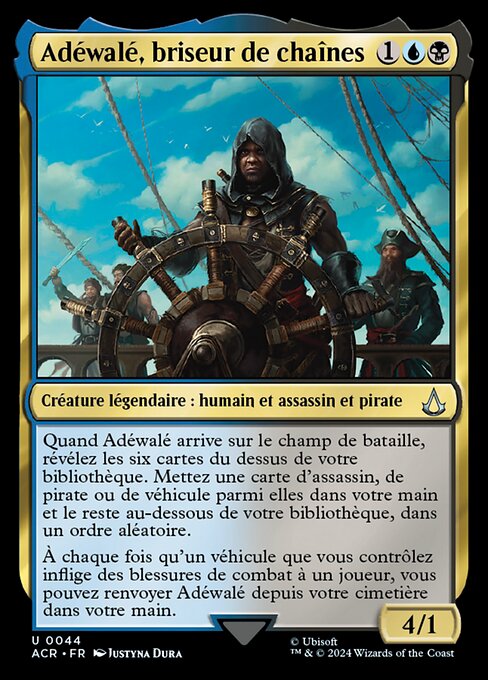 Adéwalé, briseur de chaînes 1
Créature légendaire : humain et assassin et pirate
Quand Adéwalé arrive sur le champ de bataille,
révélez les six cartes du dessus de votre
bibliothèque. Mettez une carte d'assassin, de
pirate ou de véhicule parmi elles dans votre main
et le reste au-dessous de votre bibliothèque, dans
un ordre aléatoire.
À chaque fois qu'un véhicule que vous contrôlez
inflige des blessures de combat à un joueur, vous
pouvez renvoyer Adéwalé depuis votre cimetière
dans votre main.
4/1
U 0044
ACR • FR Justyna Dura
© Ubisoft
™ & © 2024 Wizards of the Coast